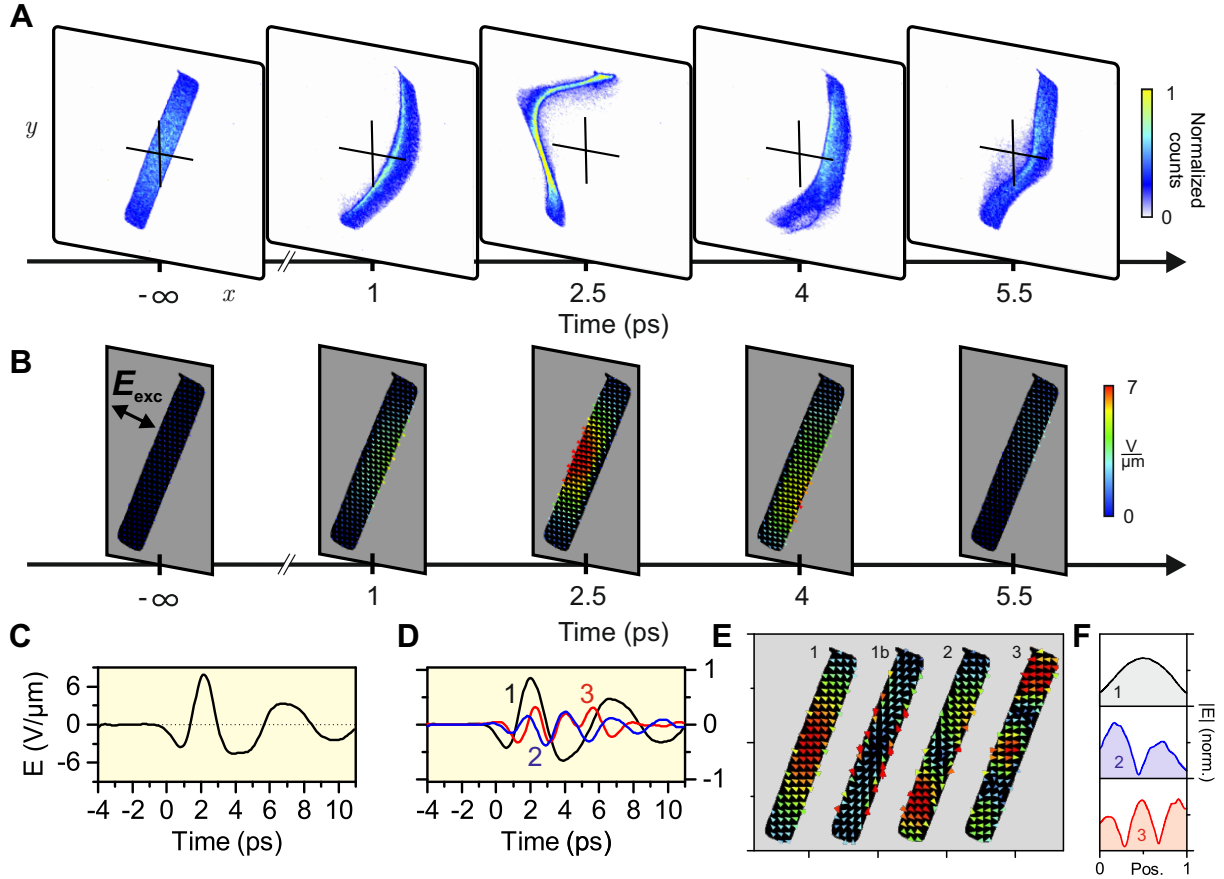 A
y
1
0
Normalized
counts
-∞
x
1
2.5
4
5.5
Time (ps)
B
E
exc
7
V
μm
0
-∞
1
2.5
4
5.5
Time (ps)
C
D
E
F
E (V/μm)
6
0
-6
-4 -2 0 2 4 6 8 10
Time (ps)
1
2
3
1
0
-1
-4 -2 0 2 4 6 8 10
Time (ps)
1
1b
2
3
1
2
3
|E| (norm.)
0
Pos.
1